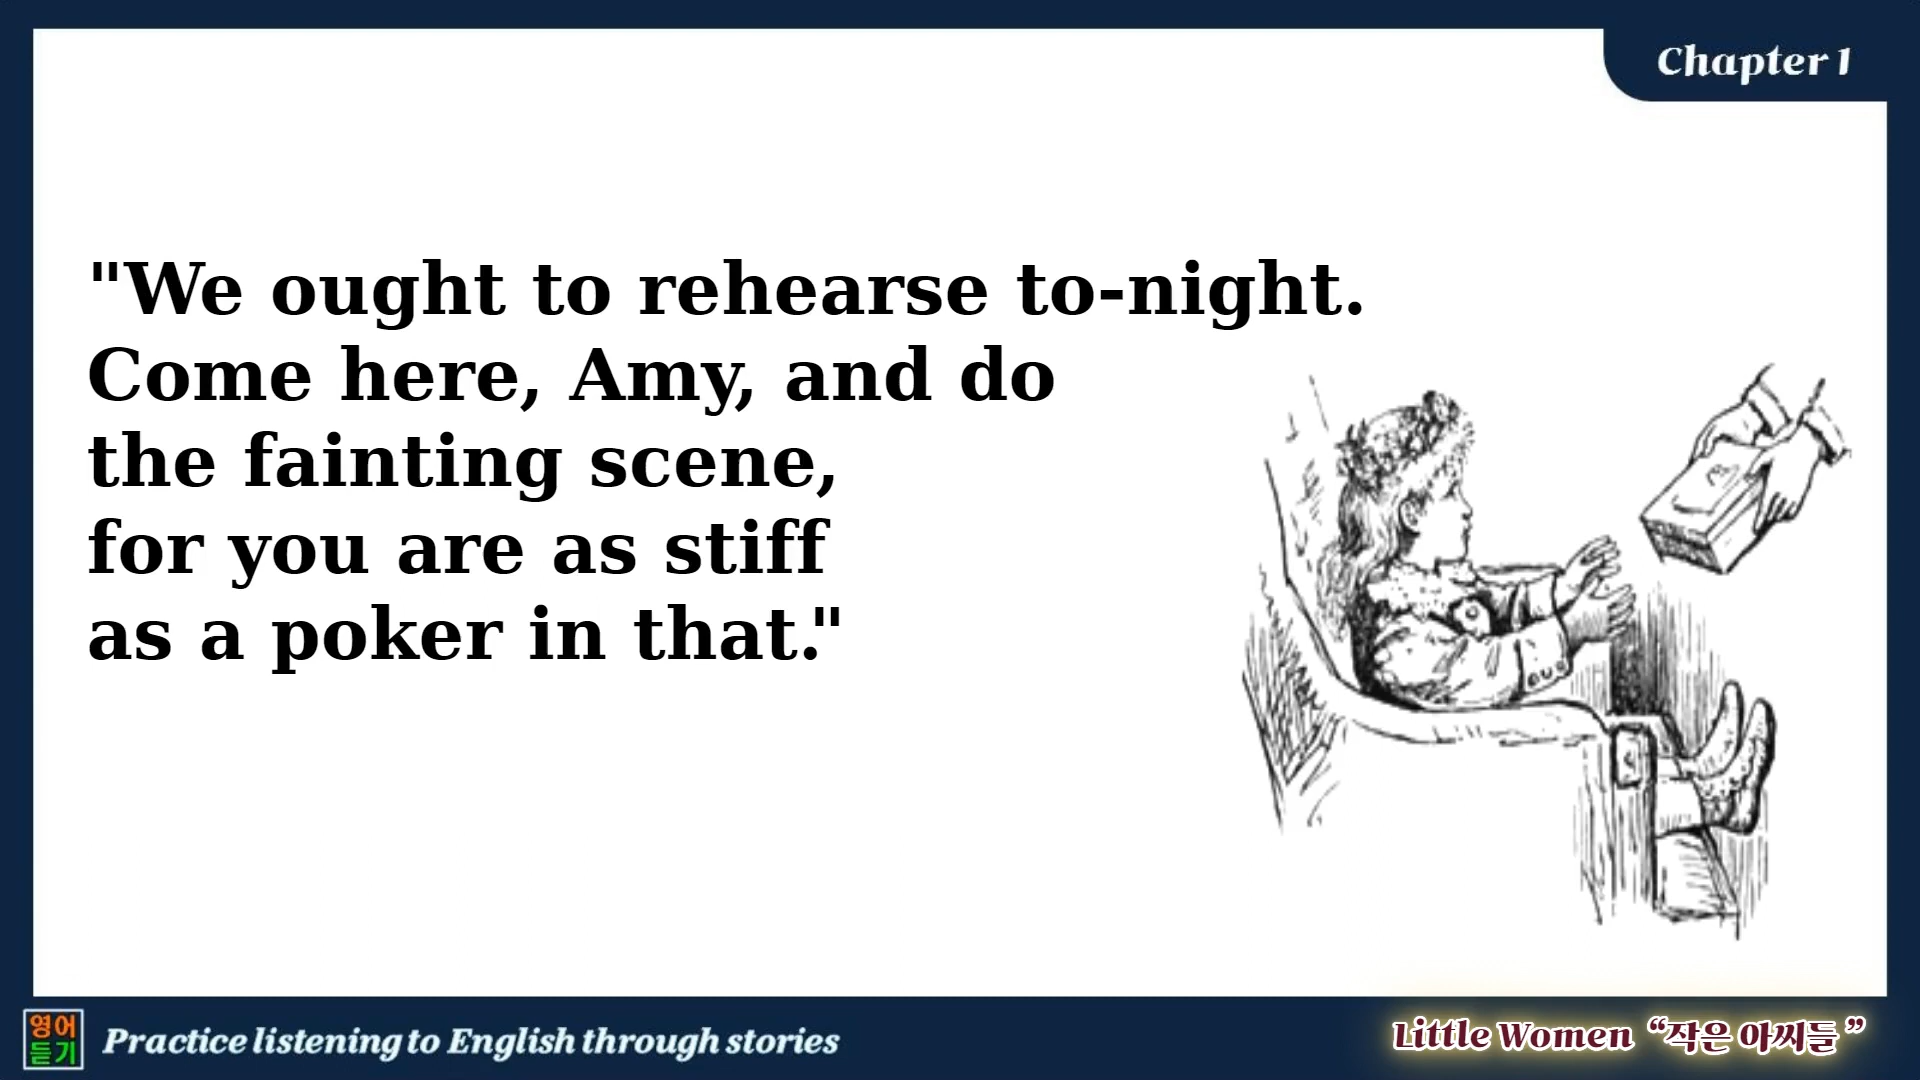 Chapter 1
"We ought to rehearse to-night.
Come here, Amy, and do
the fainting scene,
for you are as stiff
as a poker in that."
영어
듣기
Practice listening to English through stories
Little Women “작은 아씨들”